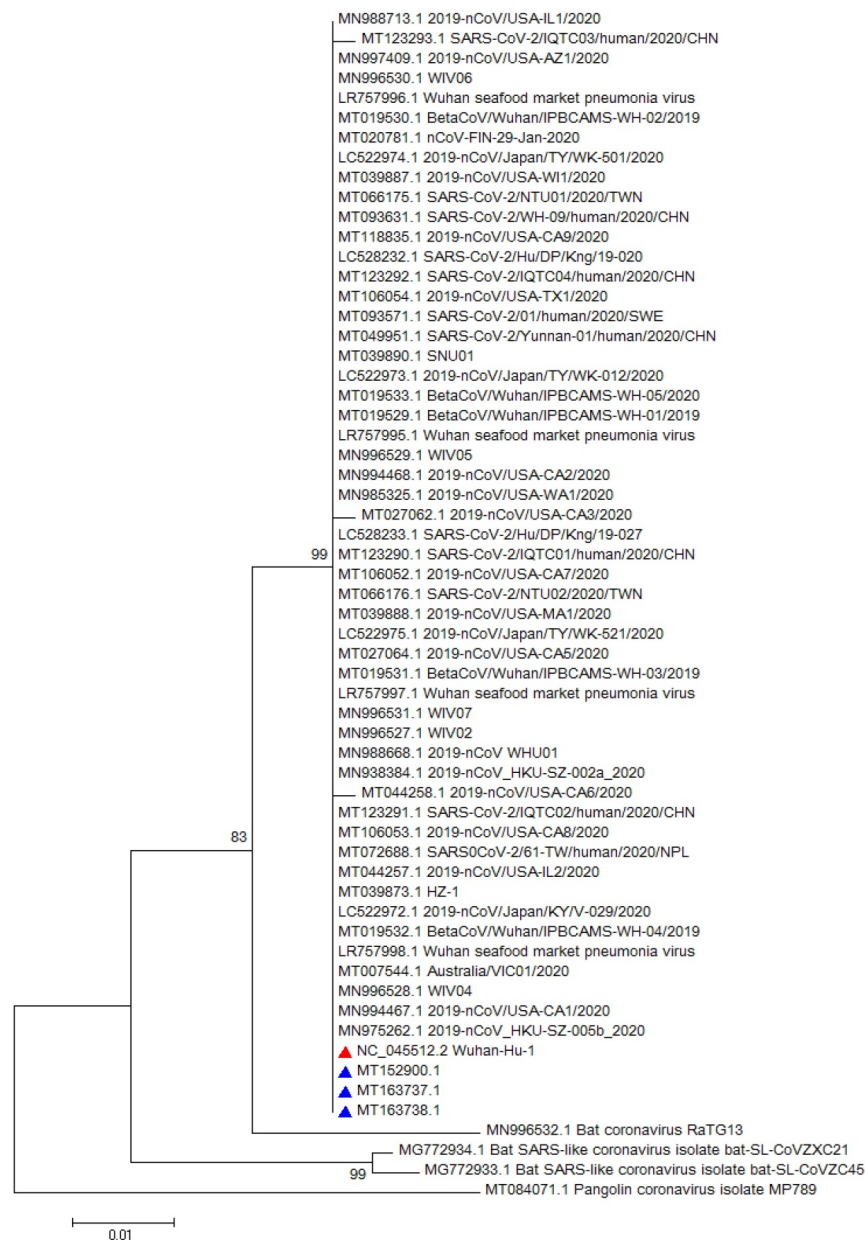 MN988713.1 2019-nCoV/USA-IL1/2020
MT123293.1 SARS-CoV-2/IQTC03/human/2020/CHN
MN997409.1 2019-nCoV/USA-AZ1/2020
MN996530.1 WIV06
LR757996.1 Wuhan seafood market pneumonia virus
MT019530.1 BetaCoV/Wuhan/IPBCAMS-WH-02/2019
MT020781.1 nCoV-FIN-29-Jan-2020
LC522974.1 2019-nCoV/Japan/TY/WK-501/2020
MT039887.1 2019-nCoV/USA-WI1/2020
MT066175.1 SARS-CoV-2/NTU01/2020/TWN
MT093631.1 SARS-CoV-2/WH-09/human/2020/CHN
MT118835.1 2019-nCoV/USA-CA9/2020
LC528232.1 SARS-CoV-2/Hu/DP/Kng/19-020
MT123292.1 SARS-CoV-2/IQTC04/human/2020/CHN
MT106054.1 2019-nCoV/USA-TX1/2020
MT093571.1 SARS-CoV-2/01/human/2020/SWE
MT049951.1 SARS-CoV-2/Yunnan-01/human/2020/CHN
MT039890.1 SNU01
LC522973.1 2019-nCoV/Japan/TY/WK-012/2020
MT019533.1 BetaCoV/Wuhan/IPBCAMS-WH-05/2020
MT019529.1 BetaCoV/Wuhan/IPBCAMS-WH-01/2019
LR757995.1 Wuhan seafood market pneumonia virus
MN996529.1 WIV05
MN994468.1 2019-nCoV/USA-CA2/2020
MN985325.1 2019-nCoV/USA-WA1/2020
MT027062.1 2019-nCoV/USA-CA3/2020
LC528233.1 SARS-CoV-2/Hu/DP/Kng/19-027
99
MT123290.1 SARS-CoV-2/IQTC01/human/2020/CHN
MT106052.1 2019-nCoV/USA-CA7/2020
MT066176.1 SARS-CoV-2/NTU02/2020/TWN
MT039888.1 2019-nCoV/USA-MA1/2020
LC522975.1 2019-nCoV/Japan/TY/WK-521/2020
MT027064.1 2019-nCoV/USA-CA5/2020
MT019531.1 BetaCoV/Wuhan/IPBCAMS-WH-03/2019
LR757997.1 Wuhan seafood market pneumonia virus
MN996531.1 WIV07
MN996527.1 WIV02
MN988668.1 2019-nCoV WHU01
MN938384.1 2019-nCoV_HKU-SZ-002a_2020
MT044258.1 2019-nCoV/USA-CA6/2020
MT123291.1 SARS-CoV-2/IQTC02/human/2020/CHN
MT106053.1 2019-nCoV/USA-CA8/2020
83
MT072688.1 SARS0CoV-2/61-TW/human/2020/NPL
MT044257.1 2019-nCoV/USA-IL2/2020
MT039873.1 HZ-1
LC522972.1 2019-nCoV/Japan/KY/V-029/2020
MT019532.1 BetaCoV/Wuhan/IPBCAMS-WH-04/2019
LR757998.1 Wuhan seafood market pneumonia virus
MT007544.1 Australia/VIC01/2020
MN996528.1 WIV04
MN994467.1 2019-nCoV/USA-CA1/2020
MN975262.1 2019-nCoV_HKU-SZ-005b_2020
NC_045512.2 Wuhan-Hu-1
MT152900.1
MT163737.1
MT163738.1
MN996532.1 Bat coronavirus RaTG13
MG772934.1 Bat SARS-like coronavirus isolate bat-SL-CoVZXC21
99
MG772933.1 Bat SARS-like coronavirus isolate bat-SL-CoVZC45
MT084071.1 Pangolin coronavirus isolate MP789
0.01